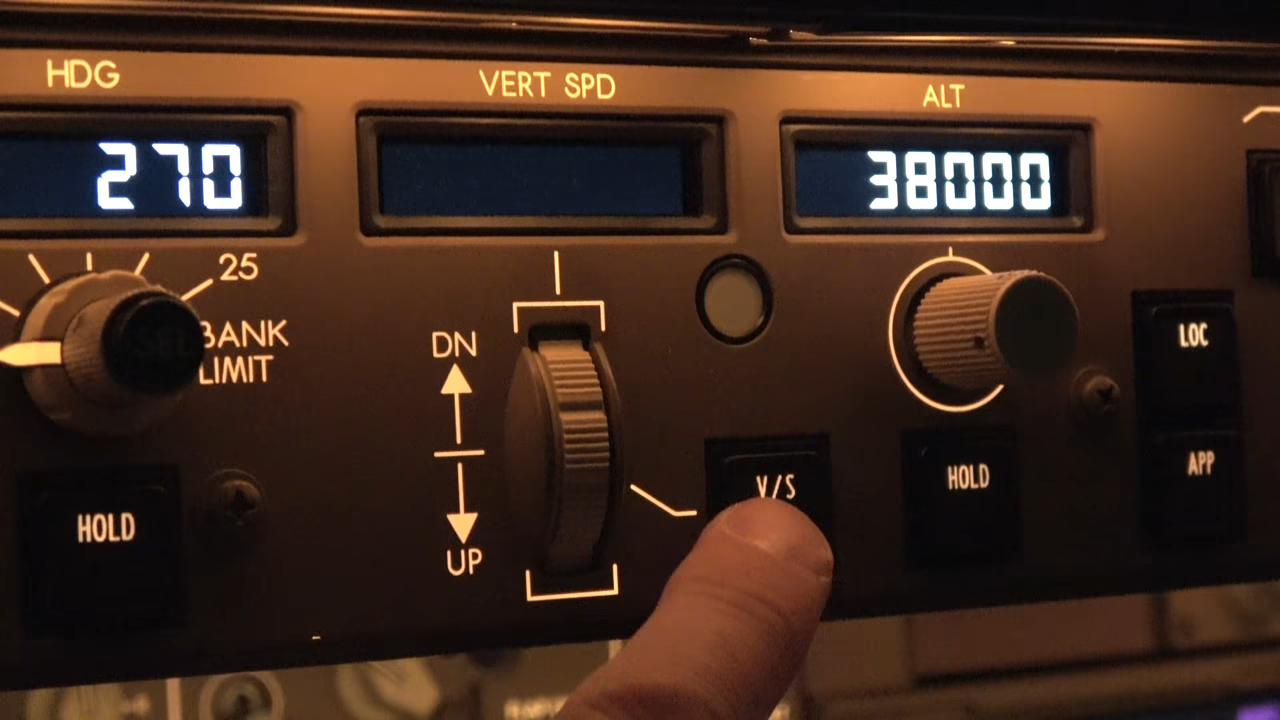 HDG
VERT SPD
ALT
270
38000
25
BANK
LIMIT
DN
UP
LOC
V/S
HOLD
APP
HOLD